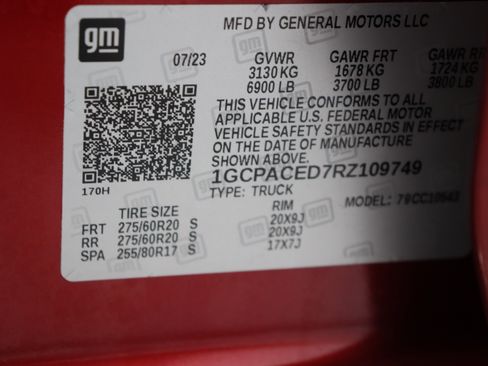 gm
MFD BY GENERAL MOTORS LLC
07/23 GVWR GAWR FRT GAWR RR
3130 KG 1678 KG 1724 KG
6900 LB 3700 LB 3800 LB
THIS VEHICLE CONFORMS TO ALL
APPLICABLE U.S. FEDERAL MOTOR
VEHICLE SAFETY STANDARDS IN EFFECT
ON THE DATE OF MANUFACTURE
SHOWN ABOVE.
1GCPACED7RZ109749
170H
TYPE: TRUCK
MODEL:
TIRE SIZE RIM
FRT 275/60R20 S 20X9J
RR 275/60R20 S 20X9J
SPA 255/80R17 S 17X7J